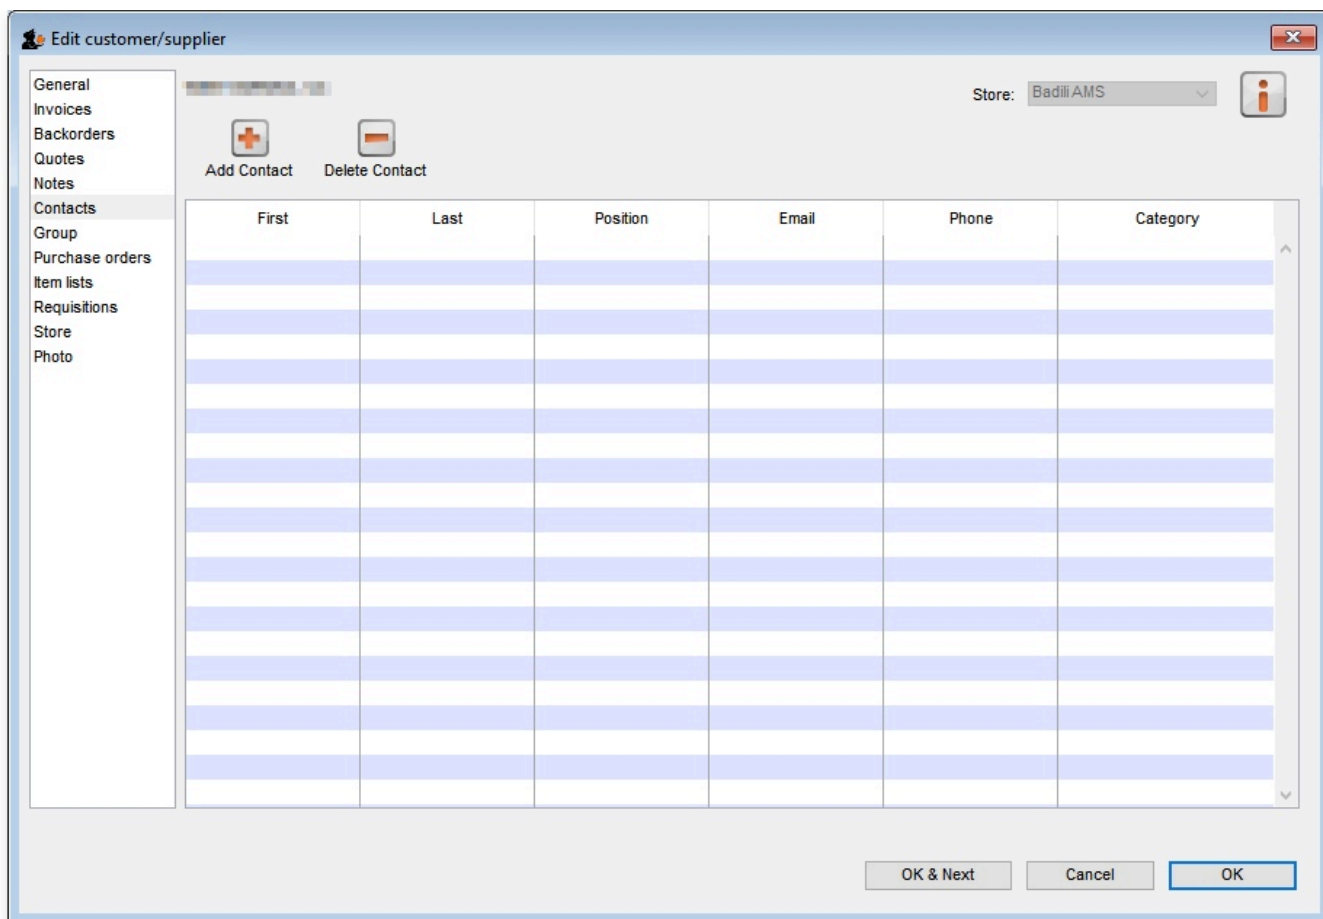 Edit customer/supplier
General
Invoices
Backorders
Quotes
Notes
Contacts
Group
Purchase orders
Item lists
Requisitions
Store
Photo
Store: Badili AMS
Add Contact Delete Contact
First Last Position Email Phone Category
OK & Next Cancel OK